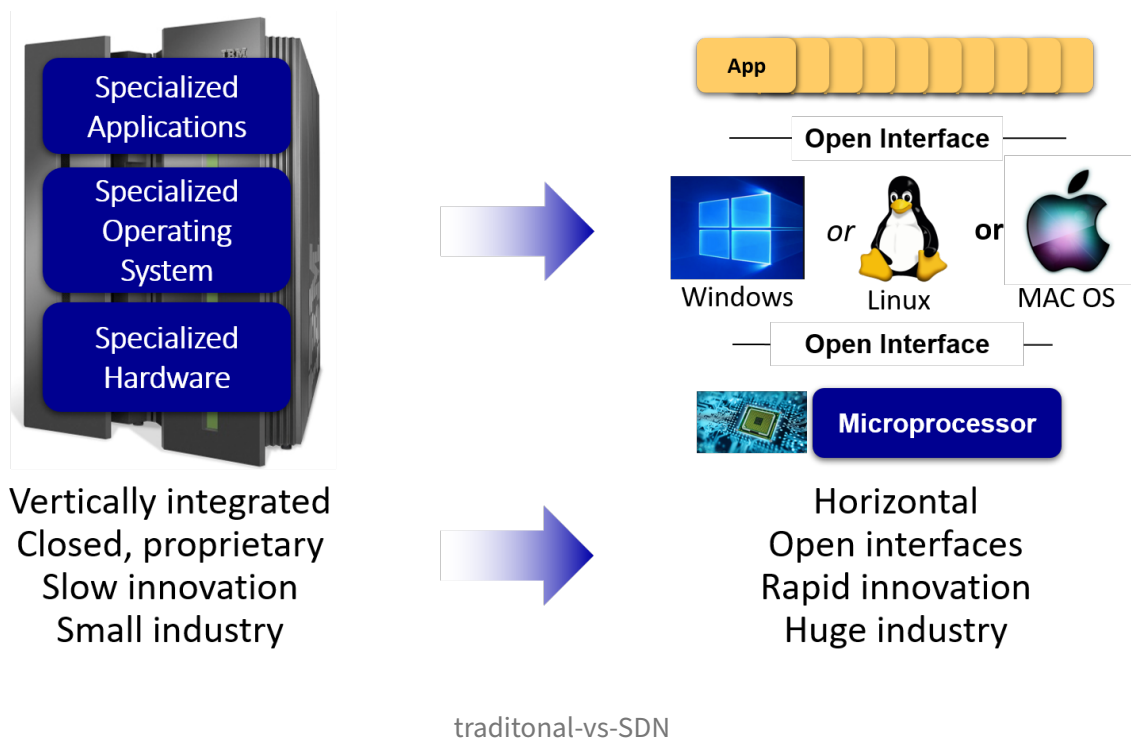 IBM
Specialized
Applications
Specialized
Operating
System
Specialized
Hardware
Vertically integrated
Closed, proprietary
Slow innovation
Small industry
App
Open Interface
or
or
Windows
Linux
MAC OS
Open Interface
Microprocessor
Horizontal
Open interfaces
Rapid innovation
Huge industry
traditonal-vs-SDN